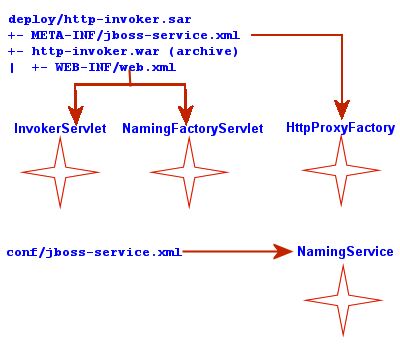 deploy/http-invoker.sar
+- META-INF/jboss-service.xml
+- http-invoker.war (archive)
|  +- WEB-INF/web.xml
InvokerServlet NamingFactoryServlet HttpProxyFactory
conf/jboss-service.xml NamingService